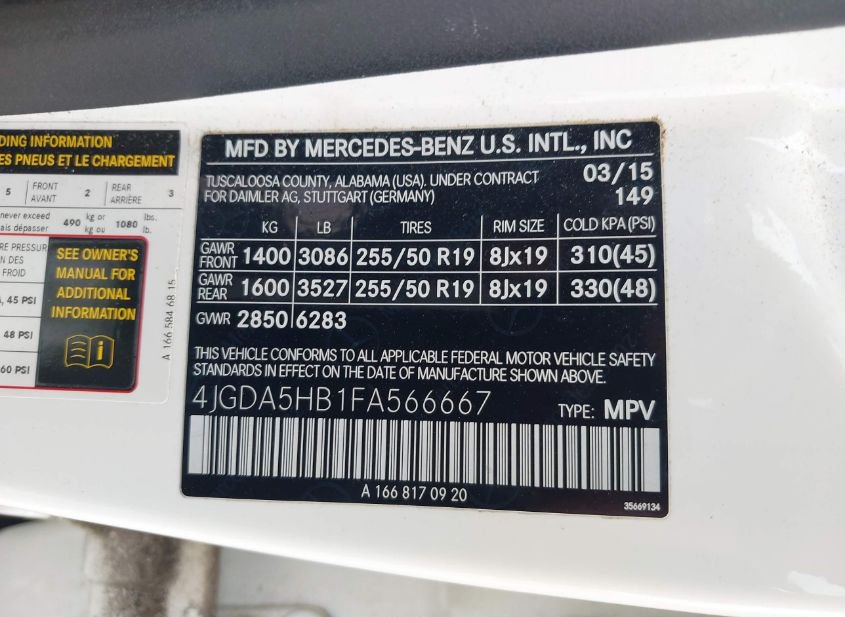 DING INFORMATION
ES PNEUS ET LE CHARGEMENT
5 FRONT AVANT 2 REAR ARRIÈRE 3
never exceed
ais dépasser 490 kg or kg ou 1080 lbs. lb.
RE PRESSUR
N DES
FROID
, 45 PSI
48 PSI
60 PSI
SEE OWNER'S
MANUAL FOR
ADDITIONAL
INFORMATION
A 166 584 68 15
MFD BY MERCEDES-BENZ U.S. INTL., INC
TUSCALOOSA COUNTY, ALABAMA (USA). UNDER CONTRACT 03/15
FOR DAIMLER AG, STUTTGART (GERMANY) 149
KG LB TIRES RIM SIZE COLD KPA(PSI)
GAWR FRONT 1400 3086 255/50 R19 8Jx19 310(45)
GAWR REAR 1600 3527 255/50 R19 8Jx19 330(48)
GVWR 2850 6283
THIS VEHICLE CONFORMS TO ALL APPLICABLE FEDERAL MOTOR VEHICLE SAFETY
STANDARDS IN EFFECT ON THE DATE OF MANUFACTURE SHOWN ABOVE.
4JGDA5HB1FA566667 TYPE: MPV
A 166 817 09 20
35669134